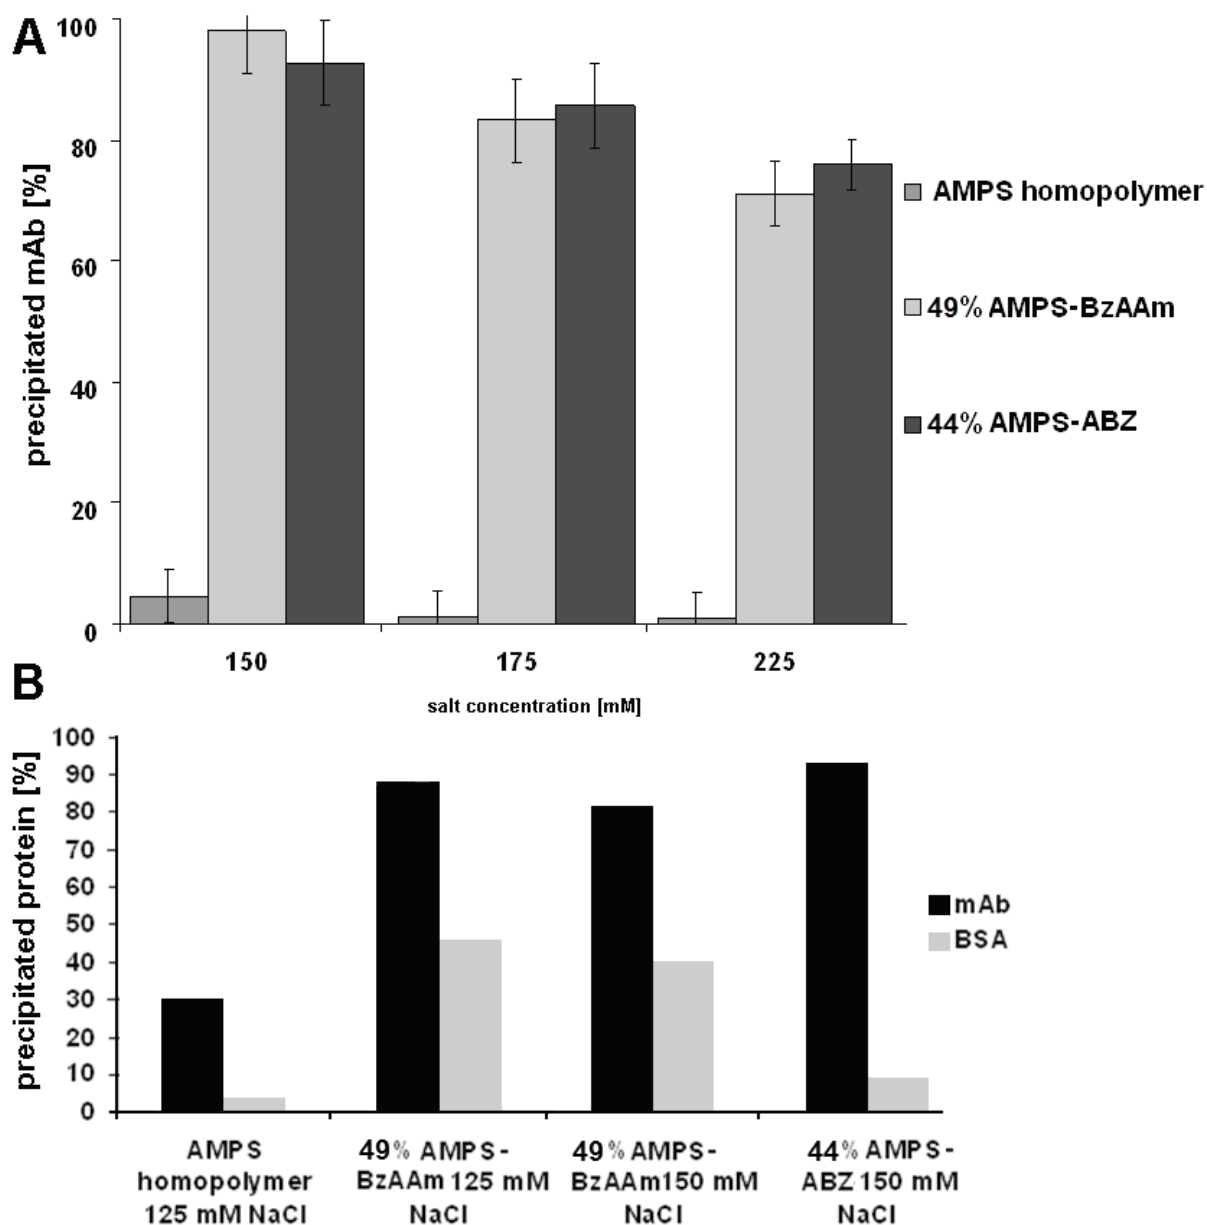 A
precipitated mAb [%]
100
80
60
40
20
0
150 175 225
salt concentration [mM]
AMPS homopolymer
49% AMPS-BzAAm
44% AMPS-ABZ
B
precipitated protein [%]
100
90
80
70
60
50
40
30
20
10
0
AMPS
homopolymer
125 mM NaCl
49% AMPS-
BzAAm 125 mM
NaCl
49% AMPS-
BzAAm150 mM
NaCl
44% AMPS-
ABZ 150 mM
NaCl
mAb
BSA